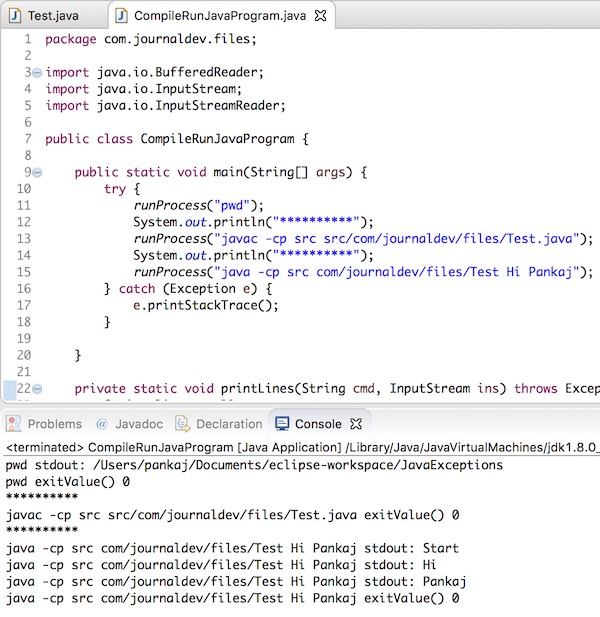 Test.java CompileRunJavaProgram.java
1 package com.journaldev.files;
2
3 import java.io.BufferedReader;
4 import java.io.InputStream;
5 import java.io.InputStreamReader;
6
7 public class CompileRunJavaProgram {
8
9 public static void main(String[] args) {
10 try {
11 runProcess("pwd");
12 System.out.println("**********");
13 runProcess("javac -cp src src/com/journaldev/files/Test.java");
14 System.out.println("**********");
15 runProcess("java -cp src com/journaldev/files/Test Hi Pankaj");
16 } catch (Exception e) {
17 e.printStackTrace();
18 }
19
20 }
21
22 private static void printLines(String cmd, InputStream ins) throws Excep
Problems @ Javadoc Declaration Console
<terminated> CompileRunJavaProgram [Java Application] /Library/Java/JavaVirtualMachines/jdk1.8.0_
pwd stdout: /Users/pankaj/Documents/eclipse-workspace/JavaExceptions
pwd exitValue() 0
**********
javac -cp src src/com/journaldev/files/Test.java exitValue() 0
**********
java -cp src com/journaldev/files/Test Hi Pankaj stdout: Start
java -cp src com/journaldev/files/Test Hi Pankaj stdout: Hi
java -cp src com/journaldev/files/Test Hi Pankaj stdout: Pankaj
java -cp src com/journaldev/files/Test Hi Pankaj exitValue() 0